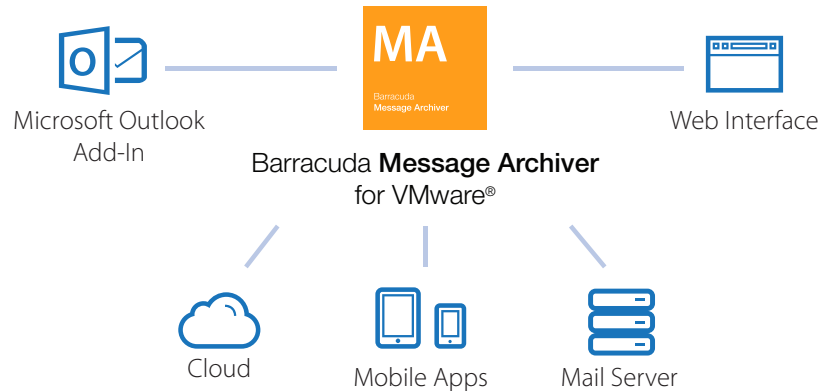 MA
Barracuda
Message Archiver
Microsoft Outlook
Add-In
Web Interface
Barracuda Message Archiver
for VMware®
Cloud
Mobile Apps
Mail Server